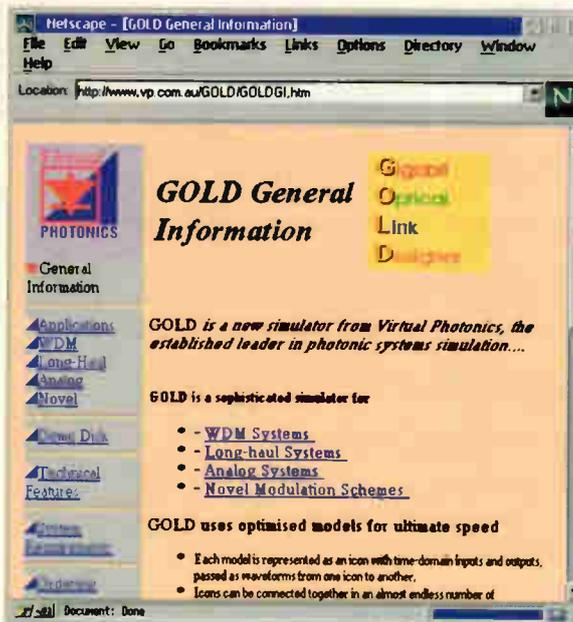 Netscape - [GOLD General Information]
File Edit View Go Bookmarks Links Options Directory Window
Help
Location: http://www.vp.com.au/GOLD/GOLDGI.htm
N
PHOTONICS
General
Information
Applications
WDM
Long-Haul
Analog
Novel
Demo Disk
Technical
Features
System
Requirements
Ordering
GOLD General
Information
Gigabit
Optical
Link
Designer
GOLD is a new simulator from Virtual Photonics, the
established leader in photonic systems simulation....
GOLD is a sophisticated simulator for
- WDM Systems
- Long-haul Systems
- Analog Systems
- Novel Modulation Schemes
GOLD uses optimised models for ultimate speed
Each model is represented as an icon with time-domain inputs and outputs,
passed as waveforms from one icon to another,
Icons can be connected together in an almost endless number of
Document: Done